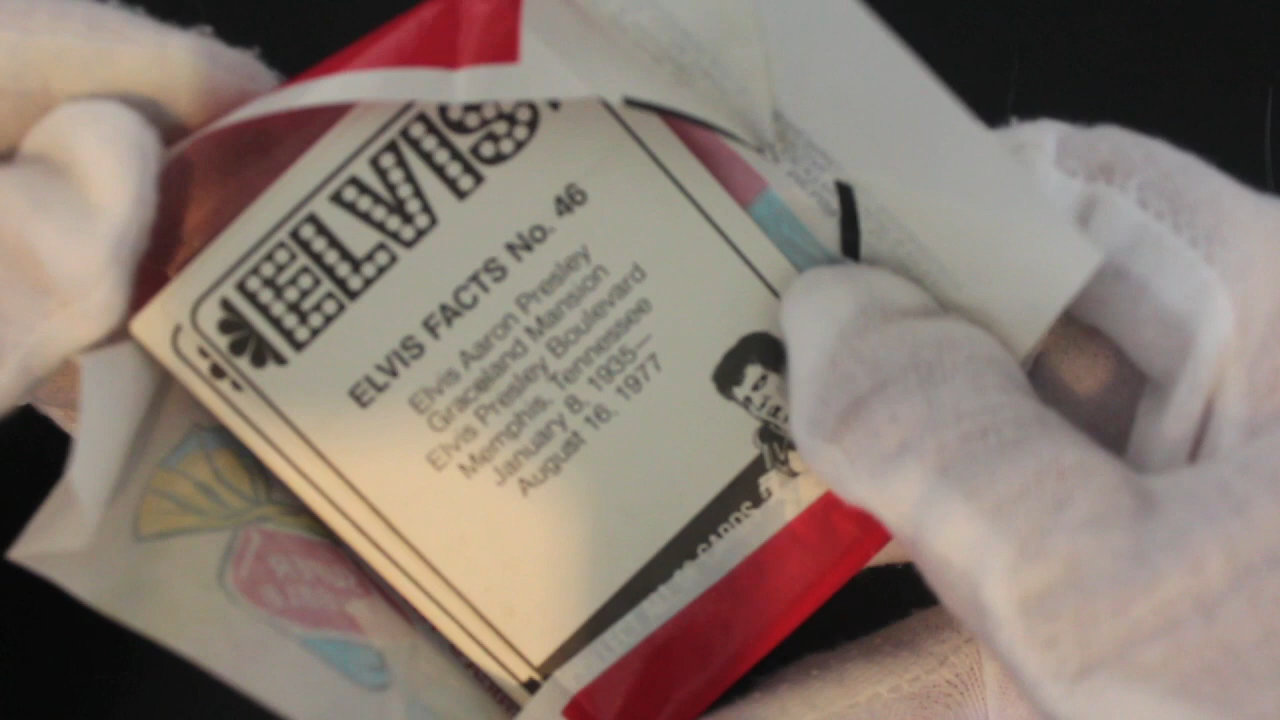 ELVIS
ELVIS FACTS No. 46
Elvis Aaron Presley
Graceland Mansion
Elvis Presley Boulevard
Memphis, Tennessee
January 8, 1935—
August 16, 1977
CARDS